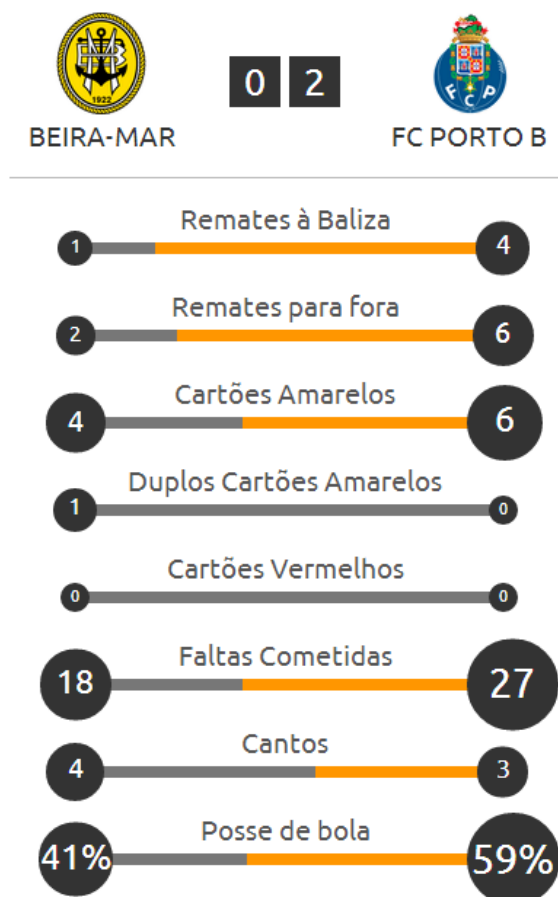 1922
FCP
0 2
BEIRA-MAR FC PORTO B
Remates à Baliza
1 4
Remates para fora
2 6
Cartões Amarelos
4 6
Duplos Cartões Amarelos
1 0
Cartões Vermelhos
0 0
Faltas Cometidas
18 27
Cantos
4 3
Posse de bola
41% 59%